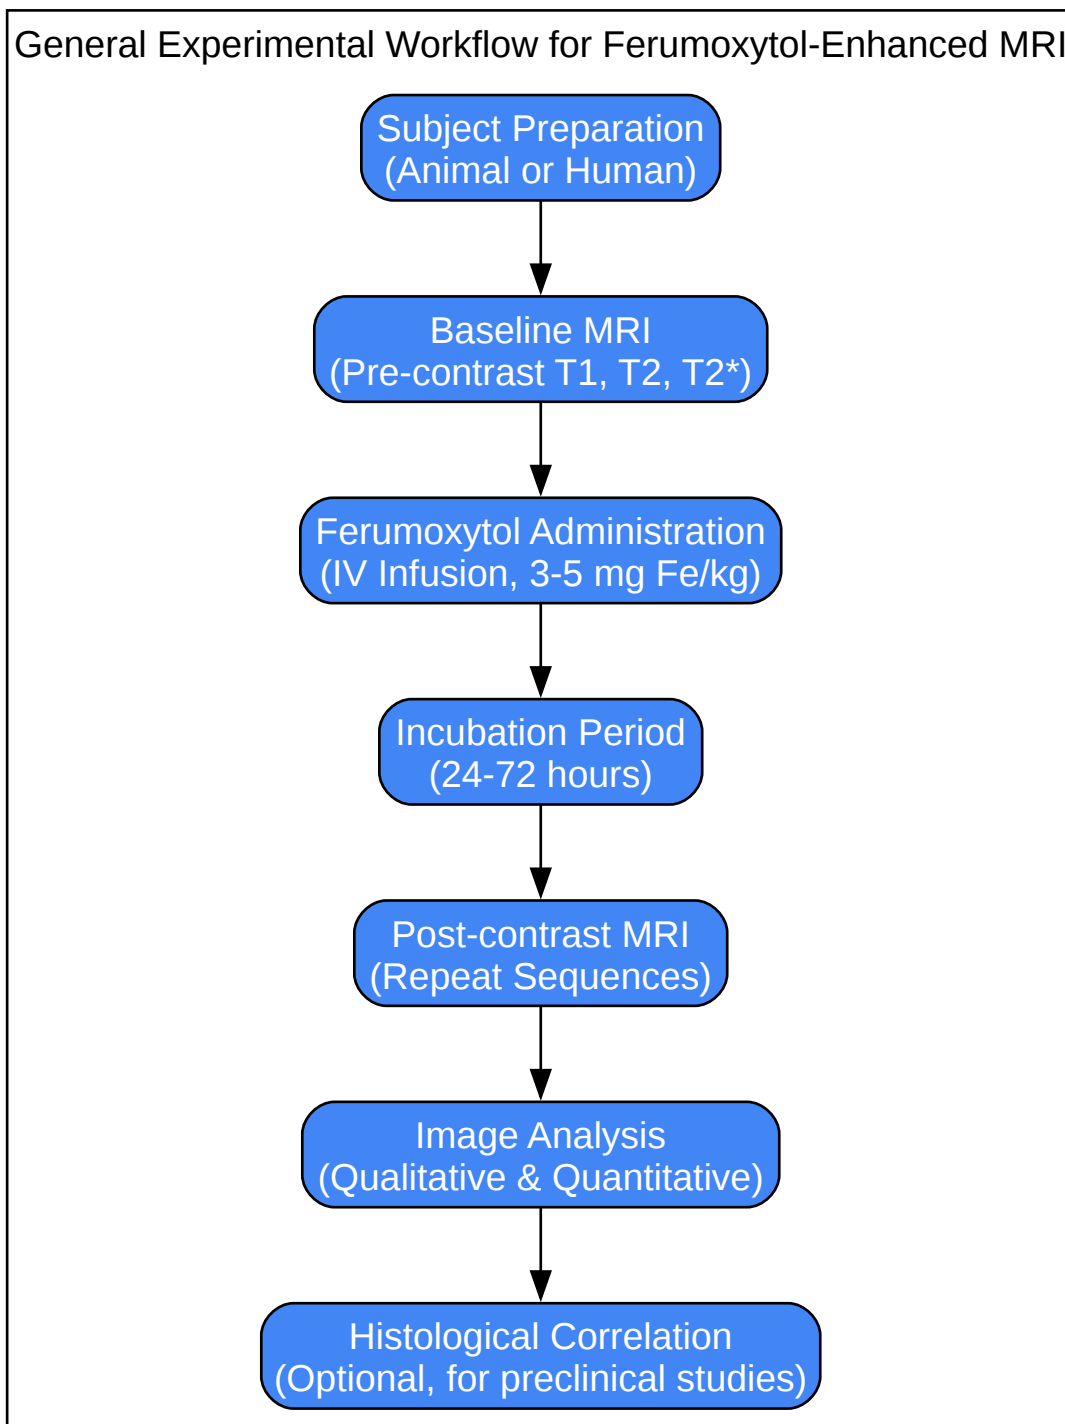 General Experimental Workflow for Ferumoxytol-Enhanced MRI
Subject Preparation
(Animal or Human)
Baseline MRI
(Pre-contrast T1, T2, T2*)
Ferumoxytol Administration
(IV Infusion, 3-5 mg Fe/kg)
Incubation Period
(24-72 hours)
Post-contrast MRI
(Repeat Sequences)
Image Analysis
(Qualitative & Quantitative)
Histological Correlation
(Optional, for preclinical studies)